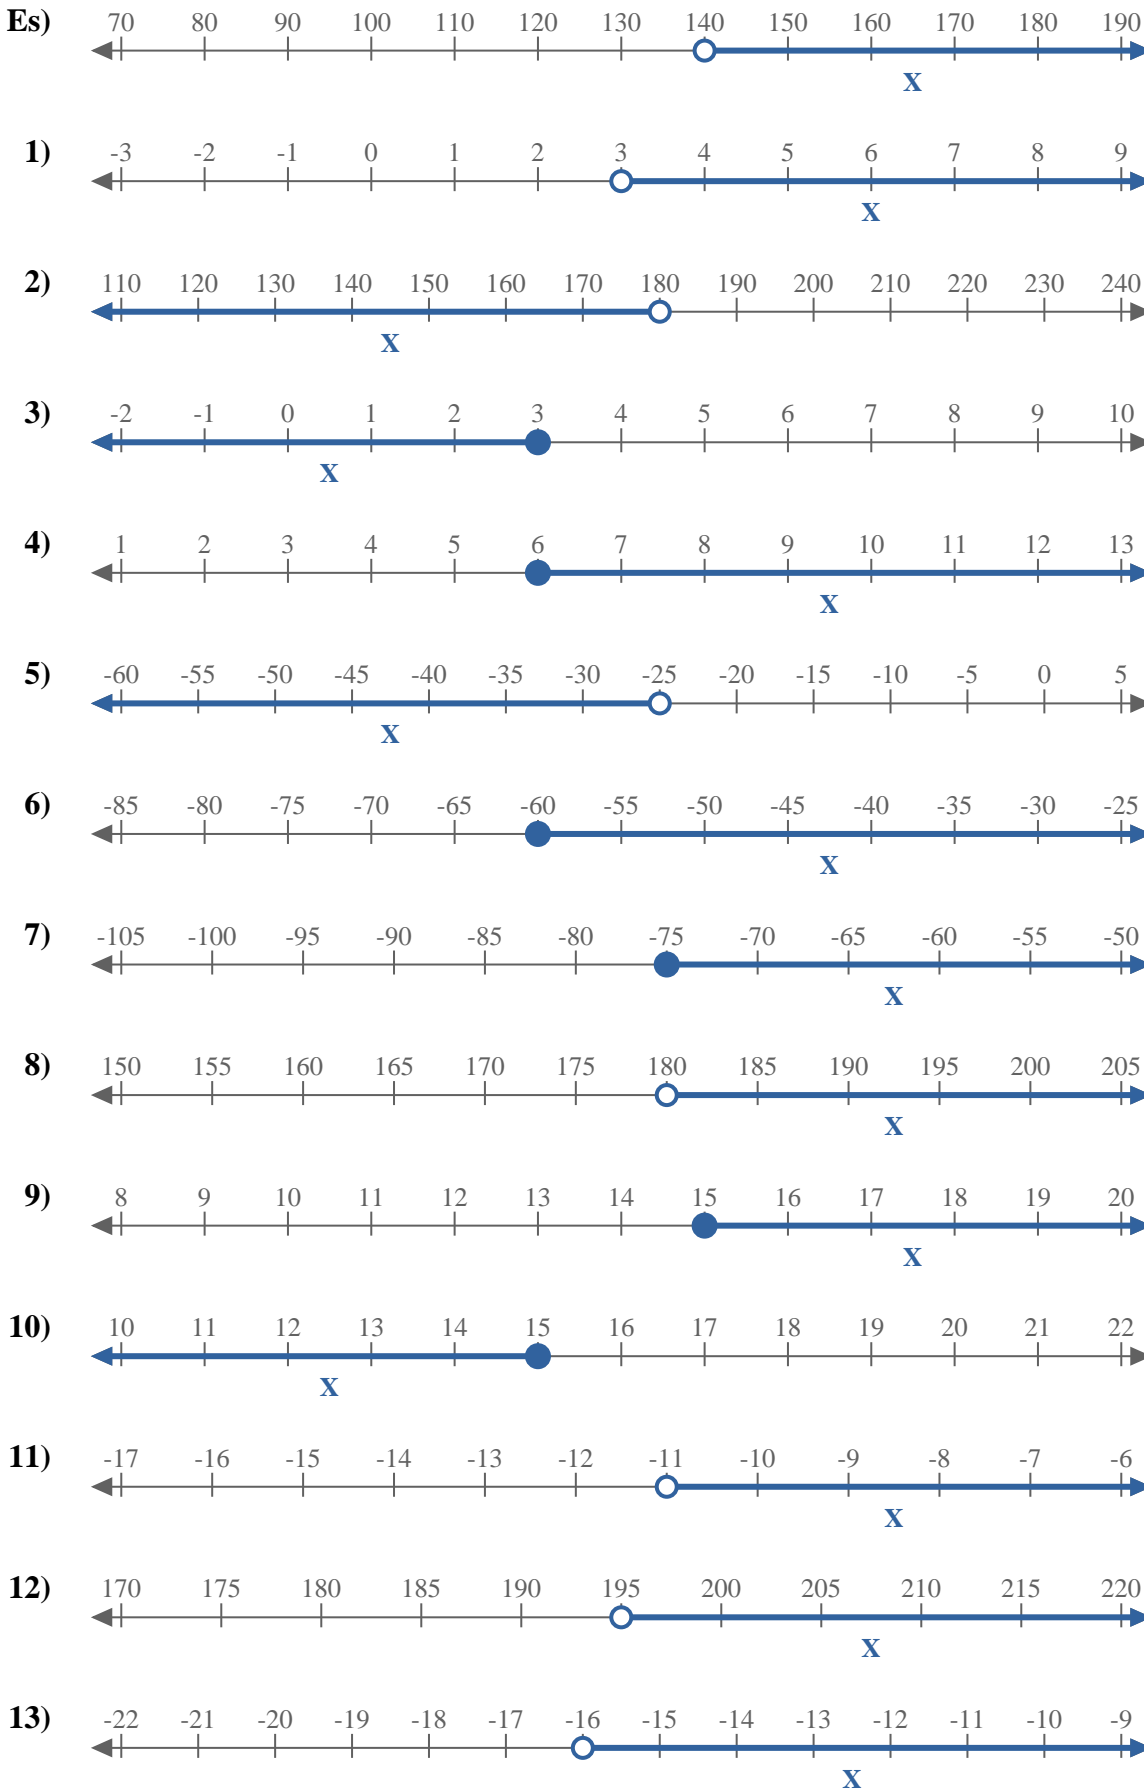 Es) 70 80 90 100 110 120 130 140 150 160 170 180 190
X
1) -3 -2 -1 0 1 2 3 4 5 6 7 8 9
X
2) 110 120 130 140 150 160 170 180 190 200 210 220 230 240
X
3) -2 -1 0 1 2 3 4 5 6 7 8 9 10
X
4) 1 2 3 4 5 6 7 8 9 10 11 12 13
X
5) -60 -55 -50 -45 -40 -35 -30 -25 -20 -15 -10 -5 0 5
X
6) -85 -80 -75 -70 -65 -60 -55 -50 -45 -40 -35 -30 -25
X
7) -105 -100 -95 -90 -85 -80 -75 -70 -65 -60 -55 -50
X
8) 150 155 160 165 170 175 180 185 190 195 200 205
X
9) 8 9 10 11 12 13 14 15 16 17 18 19 20
X
10) 10 11 12 13 14 15 16 17 18 19 20 21 22
X
11) -17 -16 -15 -14 -13 -12 -11 -10 -9 -8 -7 -6
X
12) 170 175 180 185 190 195 200 205 210 215 220
X
13) -22 -21 -20 -19 -18 -17 -16 -15 -14 -13 -12 -11 -10 -9
X